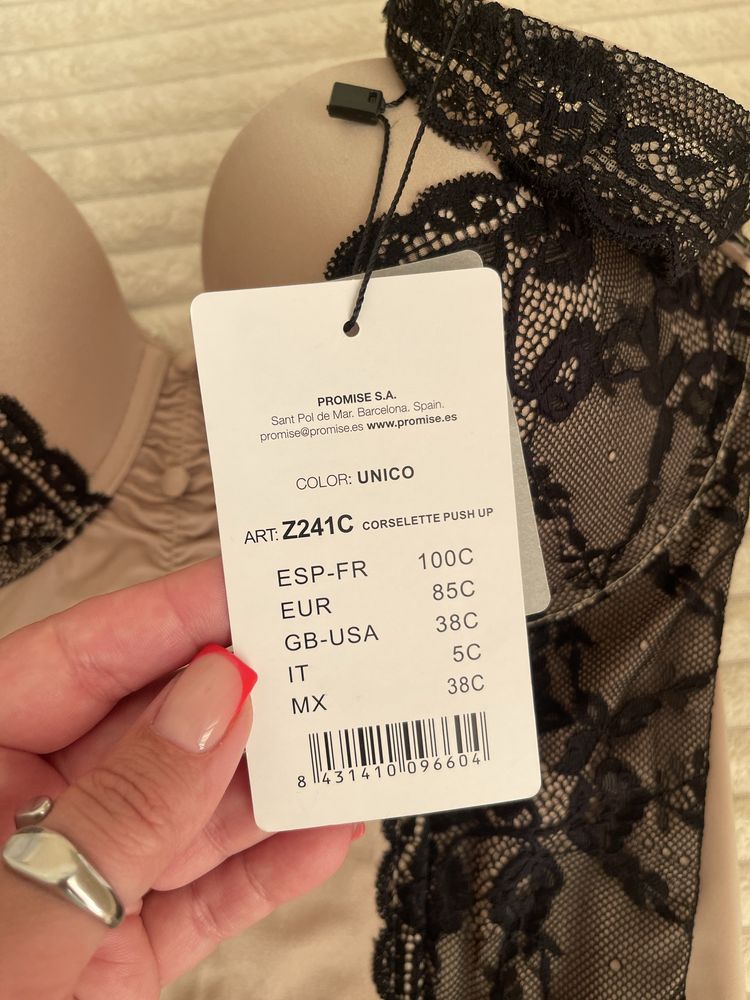 PROMISE S.A.
Sant Pol de Mar. Barcelona. Spain.
promise@promise.es www.promise.es
COLOR: UNICO
ART: Z241C CORSELETTE PUSH UP
ESP-FR 100C
EUR 85C
GB-USA 38C
IT 5C
MX 38C
8 431410 096604